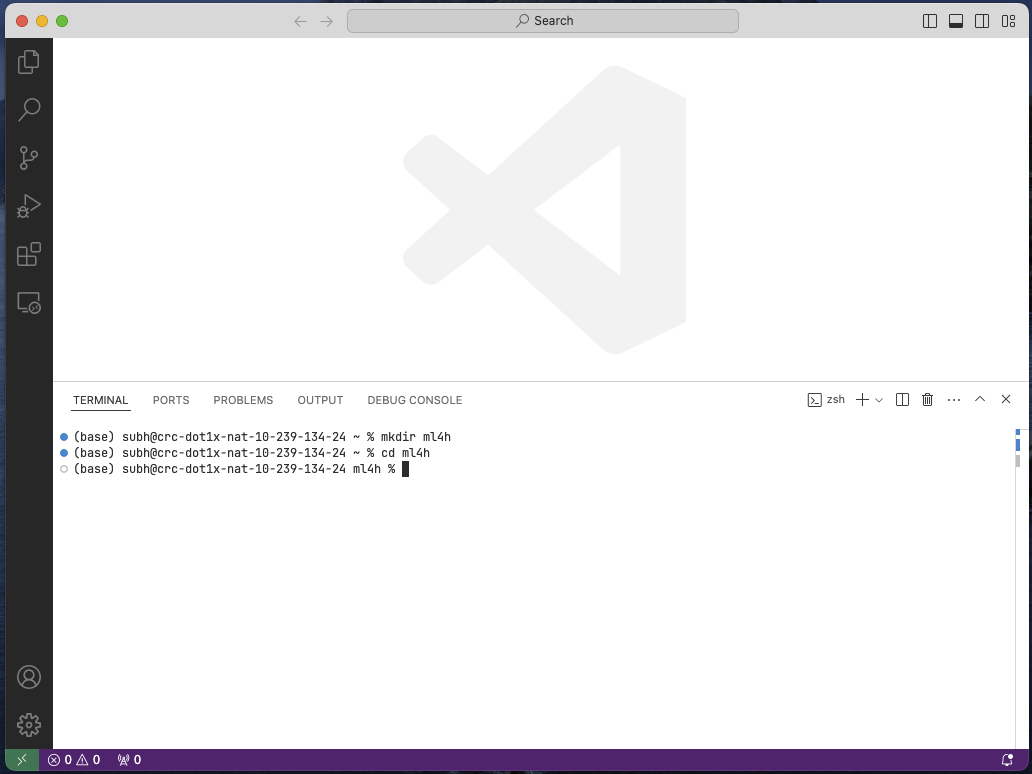 Search
TERMINAL PORTS PROBLEMS OUTPUT DEBUG CONSOLE zsh
(base) subh@crc-dot1x-nat-10-239-134-24 ~ % mkdir ml4h
(base) subh@crc-dot1x-nat-10-239-134-24 ~ % cd ml4h
(base) subh@crc-dot1x-nat-10-239-134-24 ml4h %
0 0 0